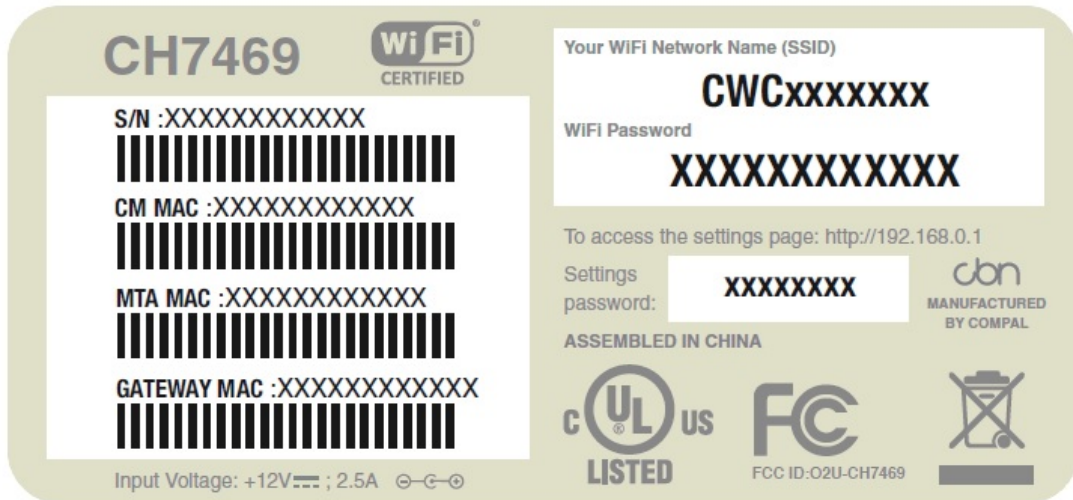 CH7469
WiFi
CERTIFIED
S/N :XXXXXXXXXXXX
CM MAC :XXXXXXXXXXXX
MTA MAC :XXXXXXXXXXXX
GATEWAY MAC :XXXXXXXXXXXX
Input Voltage: +12V ; 2.5A
Your WiFi Network Name (SSID)
CWCxxxxxxx
WiFi Password
XXXXXXXXXXXX
To access the settings page: http://192.168.0.1
Settings
password:
XXXXXXXX
cbn
MANUFACTURED
BY COMPAL
ASSEMBLED IN CHINA
C UL US
®
LISTED
FC
FCC ID:O2U-CH7469